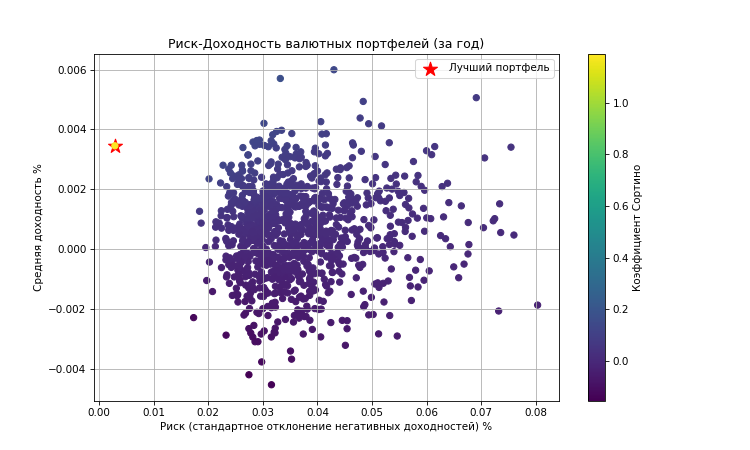 Риск-Доходность валютных портфелей (за год)
Лучший портфель
Средняя доходность %
0.006
0.004
0.002
0.000
−0.002
−0.004
0.00 0.01 0.02 0.03 0.04 0.05 0.06 0.07 0.08
Риск (стандартное отклонение негативных доходностей) %
1.0
0.8
0.6
0.4
0.2
0.0
Коэффициент Сортино